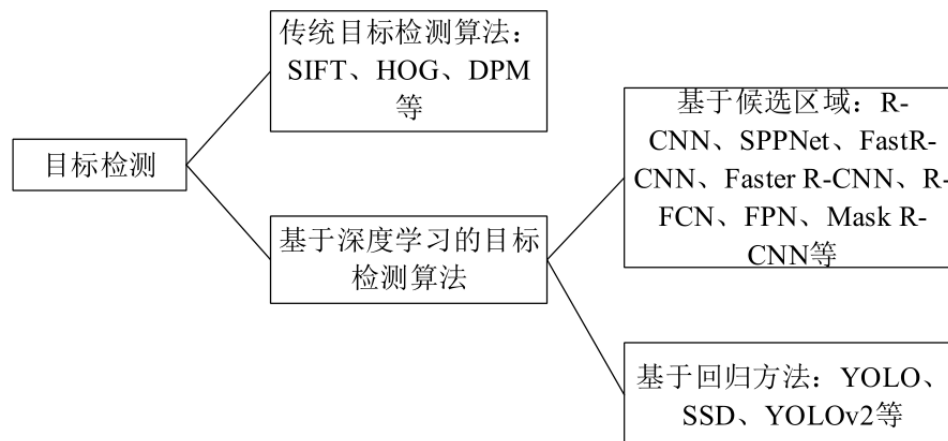 目标检测
传统目标检测算法：
SIFT、HOG、DPM
等
基于深度学习的目标
检测算法
基于候选区域：R-
CNN、SPPNet、FastR-
CNN、Faster R-CNN、R-
FCN、FPN、Mask R-
CNN等
基于回归方法：YOLO、
SSD、YOLOv2等